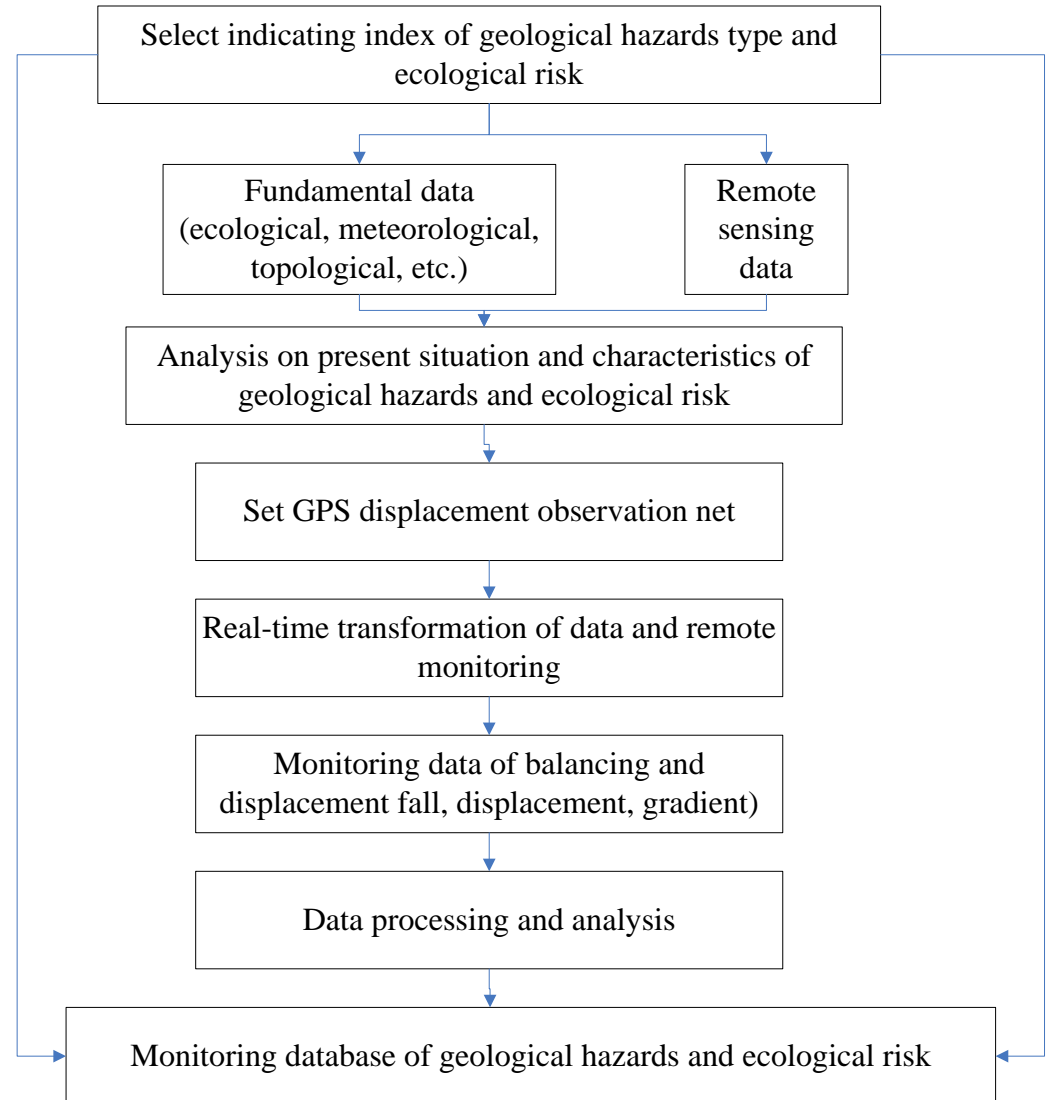 Select indicating index of geological hazards type and
ecological risk
Fundamental data
(ecological, meteorological,
topological, etc.)
Remote
sensing
data
Analysis on present situation and characteristics of
geological hazards and ecological risk
Set GPS displacement observation net
Real-time transformation of data and remote
monitoring
Monitoring data of balancing and
displacement fall, displacement, gradient)
Data processing and analysis
Monitoring database of geological hazards and ecological risk